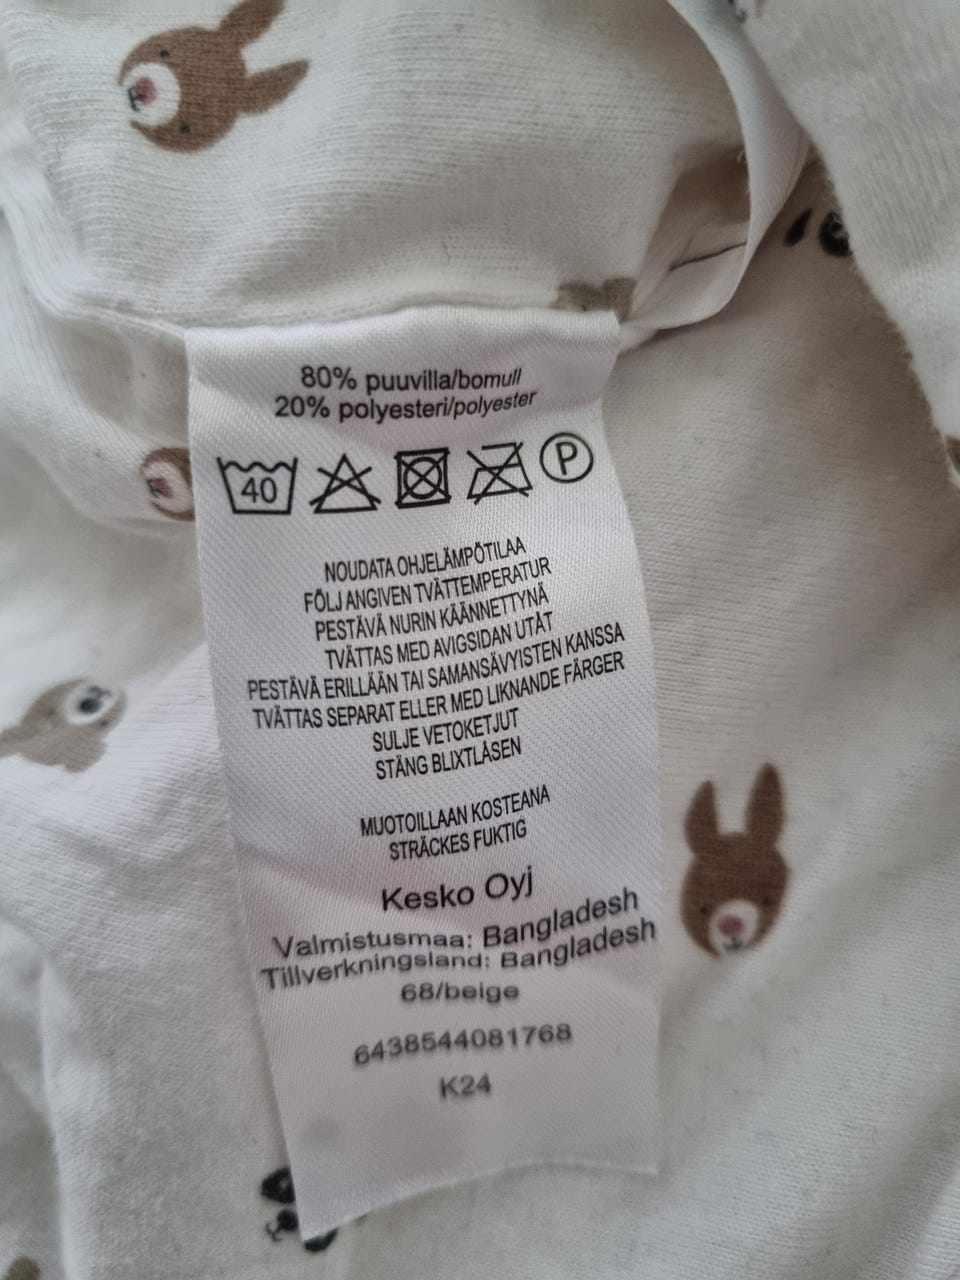 80% puuvilla/bomull
20% polyesteri/polyester
40 P
NOUDATA OHJELÄMPÖTILAA
FÖLJ ANGIVEN TVÄTTEMPERATUR
PESTÄVÄ NURIN KÄÄNNETTYNÄ
TVÄTTAS MED AVIGSIDAN UTÅT
PESTÄVÄ ERILLÄÄN TAI SAMANSÄVYISTEN KANSSA
TVÄTTAS SEPARAT ELLER MED LIKNANDE FÄRGER
SULJE VETOKETJUT
STÄNG BLIXTLÅSEN
MUOTOILLAAN KOSTEANA
STRÄCKES FUKTIG
Kesko Oyj
Valmistusmaa: Bangladesh
Tillverkningsland: Bangladesh
68/beige
6438544081768
K24